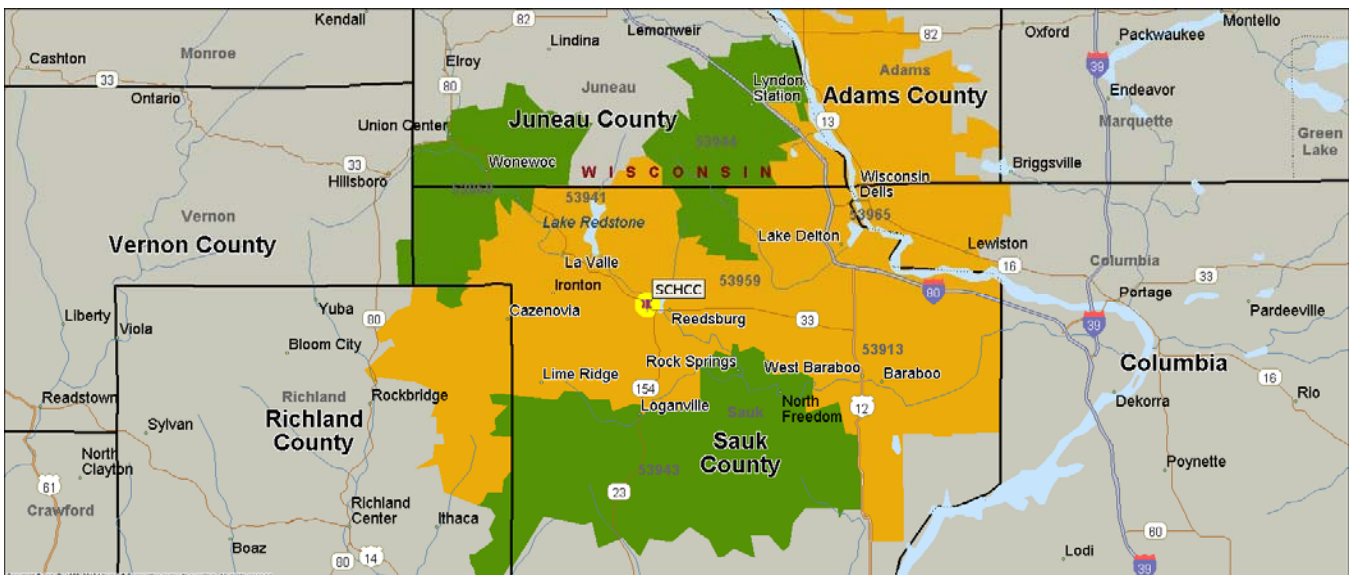 Kendall
82
Lemonweir
Oxford
Montello
Packwaukee
Cashton
Monroe
Lindina
82
33
Elroy
Adams
39
Ontario
80
Juneau
Lyndon
Station
Adams County
Endeavor
Juneau County
Marquette
Union Center
13
Green
Lake
53944
33
Wonewoc
WISCONSIN
Briggsville
Hillsboro
Wisconsin
Dells
53968
53941
Vernon
Lake Redstone
53965
Vernon County
Lake Delton
Lewiston
La Valle
16
Columbia
33
53959
Ironton
SCHCC
80
Portage
Yuba
Cazenovia
Pardeeville
Liberty
Viola
80
Reedsburg
33
39
Bloom City
53913
Rock Springs
West Baraboo
Columbia
Lime Ridge
Baraboo
16
Richland
154
Rockbridge
Rio
Readstown
Loganville
Sauk
North
Freedom
12
Dekorra
Richland
County
Sylvan
Sauk
County
North
Clayton
53943
Poynette
61
23
Crawford
Richland
Center
Ithaca
60
Boaz
80
14
Lodi
39